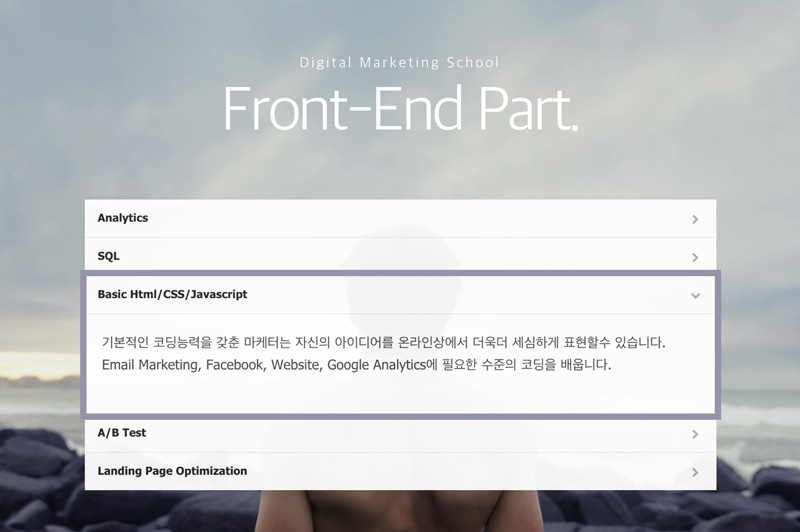 Digital Marketing School
Front-End Part.
Analytics
SQL
Basic Html/CSS/Javascript
기본적인 코딩능력을 갖춘 마케터는 자신의 아이디어를 온라인상에서 더욱더 세심하게 표현할수 있습니다.
Email Marketing, Facebook, Website, Google Analytics에 필요한 수준의 코딩을 배웁니다.
A/B Test
Landing Page Optimization